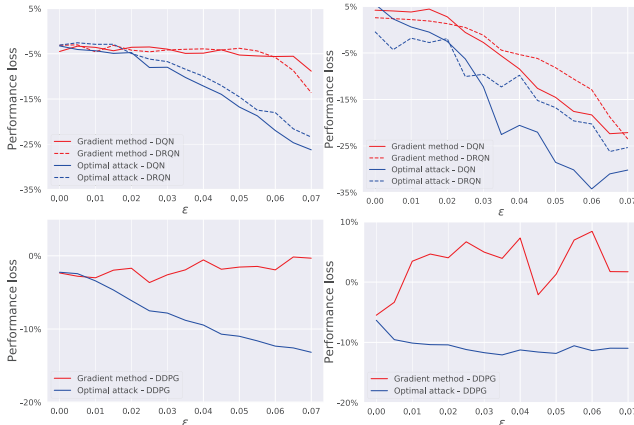 5%
-5%
-15%
-25%
-35%
Performance loss
Gradient method - DQN
Gradient method - DRQN
Optimal attack - DQN
Optimal attack - DRQN
0.00 0.01 0.02 0.03 0.04 0.05 0.06 0.07
ε
5%
-5%
-15%
-25%
-35%
Performance loss
Gradient method - DQN
Gradient method - DRQN
Optimal attack - DQN
Optimal attack - DRQN
0.00 0.01 0.02 0.03 0.04 0.05 0.06 0.07
ε
0%
-10%
-20%
Performance loss
Gradient method - DDPG
Optimal attack - DDPG
0.00 0.01 0.02 0.03 0.04 0.05 0.06 0.07
ε
10%
0%
-10%
-20%
Performance loss
Gradient method - DDPG
Optimal attack - DDPG
0.00 0.01 0.02 0.03 0.04 0.05 0.06 0.07
ε